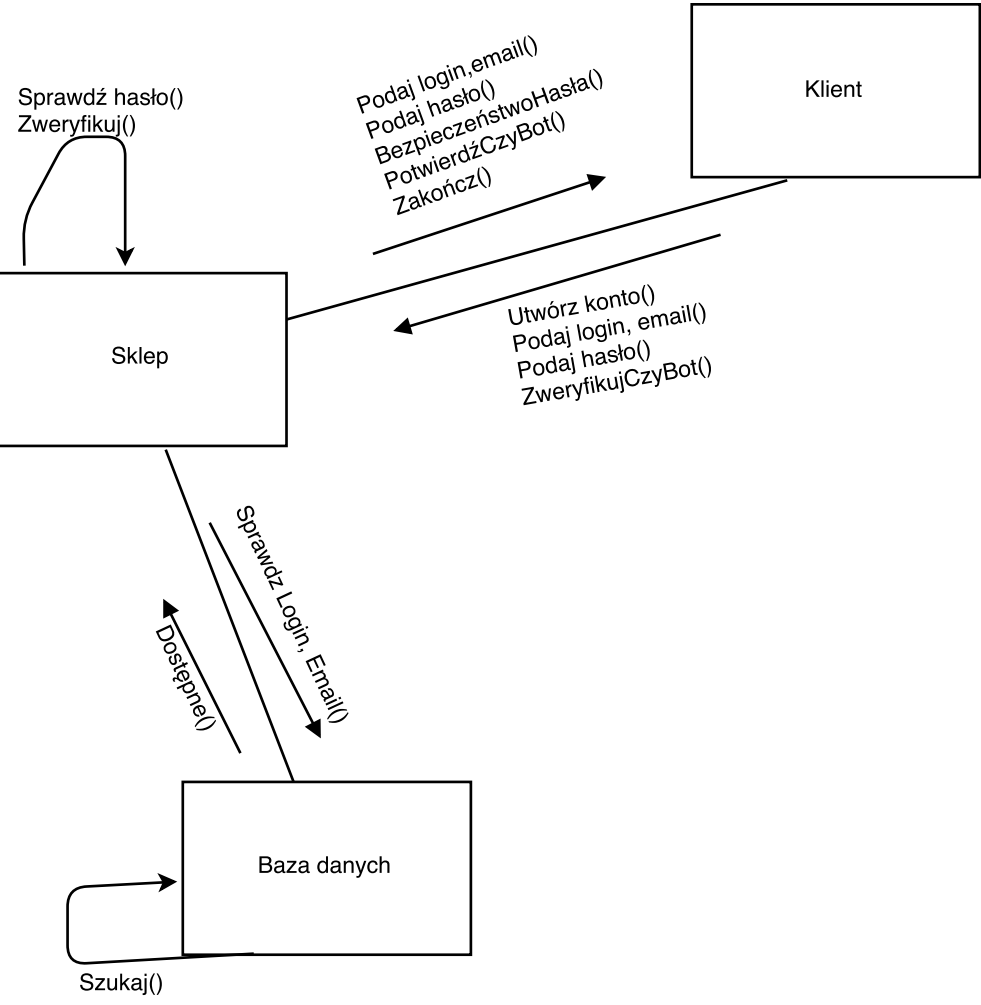 Podaj login,email()
Podaj hasło()
BezpieczeństwoHasła()
PotwierdźCzyBot()
Zakończ()
Klient
Sprawdź hasło()
Zweryfikuj()
Utwórz konto()
Podaj login, email()
Podaj hasło()
ZweryfikujCzyBot()
Sklep
Sprawdz Login, Email()
Dostępne()
Baza danych
Szukaj()